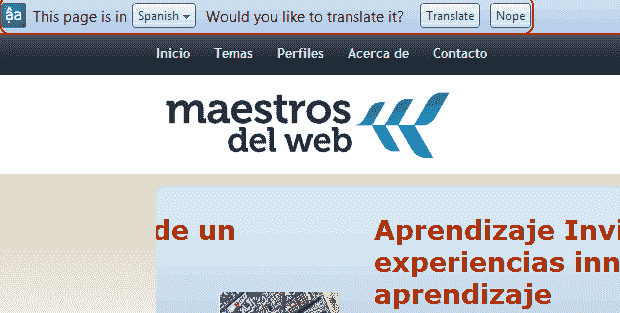 This page is in Spanish Would you like to translate it? Translate Nope
Inicio Temas Perfiles Acerca de Contacto
maestros
del web
de un
Aprendizaje Invi
experiencias inn
aprendizaje